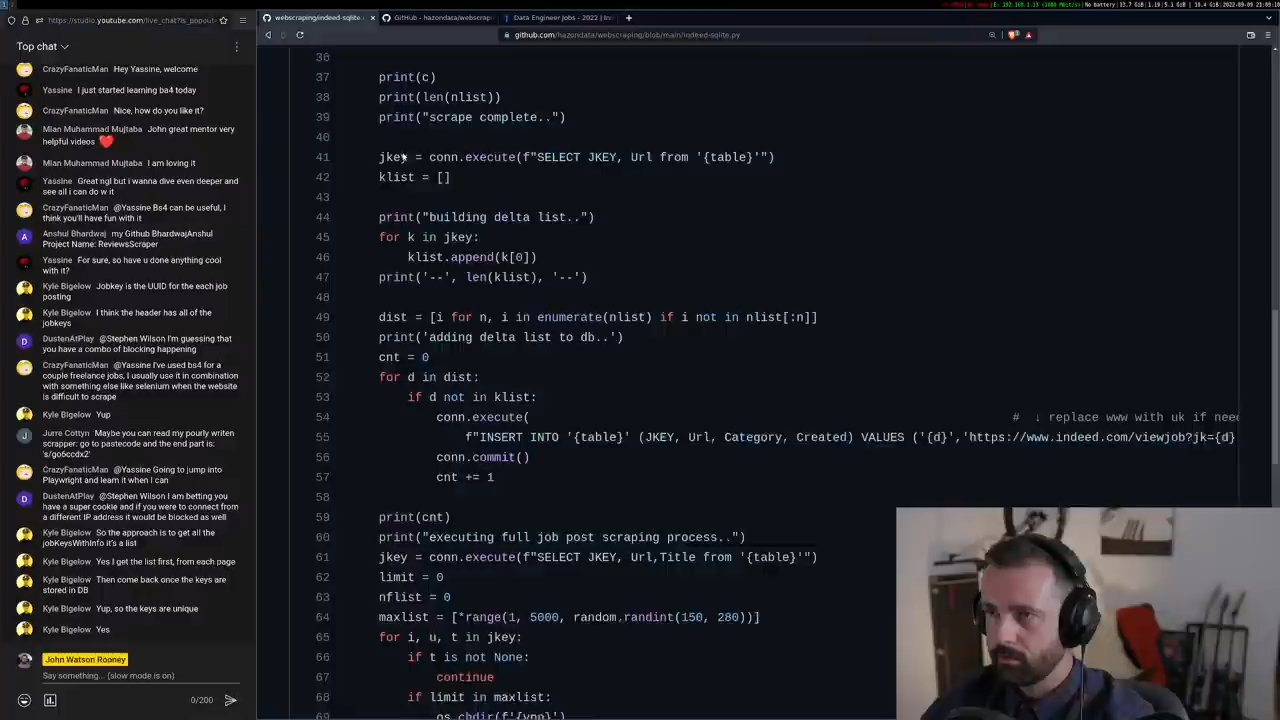 webscraping/indeed-sqlite
GitHub - hazondata/webscrap
Data Engineer Jobs - 2022 | In
https://studio.youtube.com/live_chat?is_popout=
github.com/hazondata/webscraping/blob/main/indeed-sqlite.py
Top chat
CrazyFanaticMan Hey Yassine, welcome
Yassine I just started learning ba4 today
CrazyFanaticMan Nice, how do you like it?
Mian Muhammad Mujtaba John great mentor very
helpful videos ❤️
Mian Muhammad Mujtaba I am loving it
Yassine Great ngl but i wanna dive even deeper and
see all i can do w it
CrazyFanaticMan @Yassine Bs4 can be useful, I
think you'll have fun with it
Anshul Bhardwaj my Github BhardwajAnshul
Project Name: ReviewsScraper
Yassine For sure, so have u done anything cool
with it?
Kyle Bigelow Jobkey is the UUID for the each job
posting
Kyle Bigelow I think the header has all of the
jobkeys
DustenAtPlay @Stephen Wilson I'm guessing that
you have a combo of blocking happening
CrazyFanaticMan @Yassine I've used bs4 for a
couple freelance jobs, I usually use it in combination
with something else like selenium when the website
is difficult to scrape
Kyle Bigelow Yup
Jurre Cottyn Maybe you can read my pourly writen
scrapper: go to pastecode and the end part is:
's/go6ccdx2'
CrazyFanaticMan @Yassine Going to jump into
Playwright and learn it when I can
DustenAtPlay @Stephen Wilson I am betting you
have a super cookie and if you were to connect from
a different IP address it would be blocked as well
Kyle Bigelow So the approach is to get all the
jobKeysWithInfo it's a list
Kyle Bigelow Yes I get the list first, from each page
Kyle Bigelow Then come back once the keys are
stored in DB
Kyle Bigelow Yup, so the keys are unique
Kyle Bigelow Yes
John Watson Rooney
Say something... (slow mode is on)
0/200
36
37 print(c)
38 print(len(nlist))
39 print("scrape complete..")
40
41 jkey = conn.execute(f"SELECT JKEY, Url from '{table}'")
42 klist = []
43
44 print("building delta list..")
45 for k in jkey:
46 klist.append(k[0])
47 print('--', len(klist), '--')
48
49 dist = [i for n, i in enumerate(nlist) if i not in nlist[:n]]
50 print('adding delta list to db..')
51 cnt = 0
52 for d in dist:
53 if d not in klist:
54 conn.execute( # ↓ replace www with uk if need
55 f"INSERT INTO '{table}' (JKEY, Url, Category, Created) VALUES ('{d}','https://www.indeed.com/viewjob?jk={d}
56 conn.commit()
57 cnt += 1
58
59 print(cnt)
60 print("executing full job post scraping process..")
61 jkey = conn.execute(f"SELECT JKEY, Url,Title from '{table}'")
62 limit = 0
63 nflist = 0
64 maxlist = [*range(1, 5000, random.randint(150, 280))]
65 for i, u, t in jkey:
66 if t is not None:
67 continue
68 if limit in maxlist:
69 os.chdir(f'{vpn}')